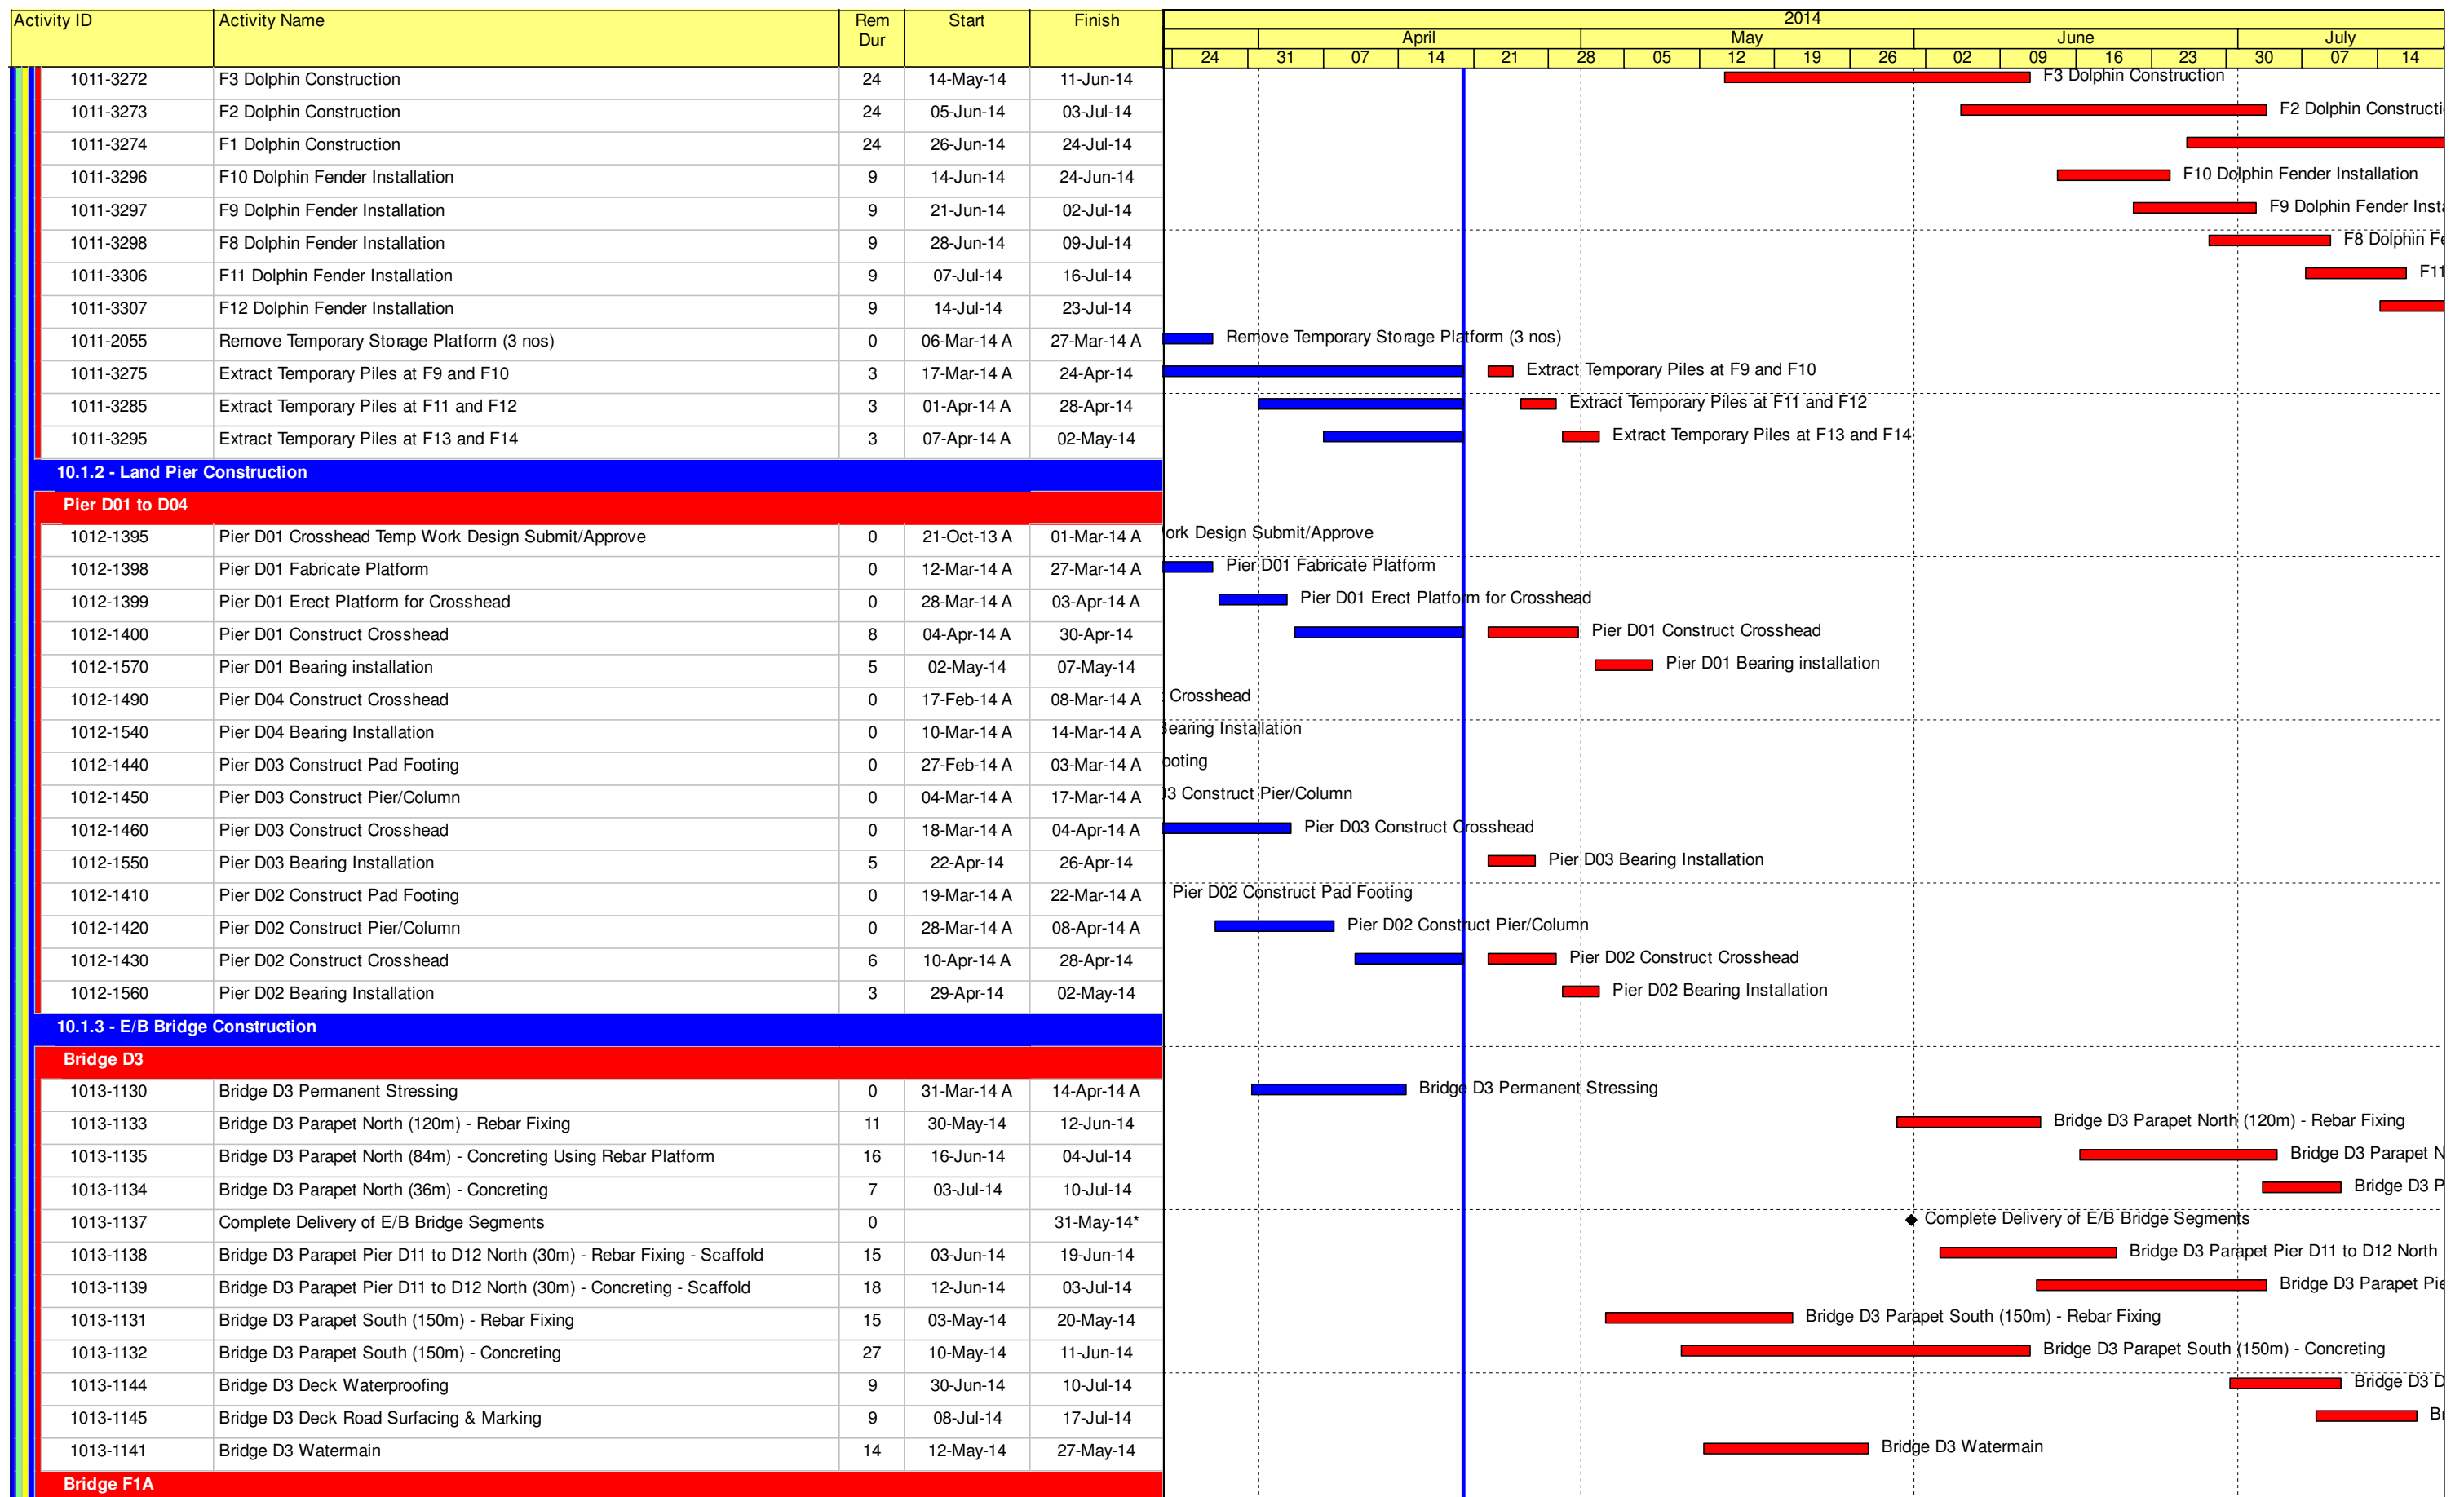 Activity ID Activity Name Rem Dur Start Finish 2014
April May June July
24 31 07 14 21 28 05 12 19 26 02 09 16 23 30 07 14
1011-3272 F3 Dolphin Construction 24 14-May-14 11-Jun-14 F3 Dolphin Construction
1011-3273 F2 Dolphin Construction 24 05-Jun-14 03-Jul-14 F2 Dolphin Constructi
1011-3274 F1 Dolphin Construction 24 26-Jun-14 24-Jul-14
1011-3296 F10 Dolphin Fender Installation 9 14-Jun-14 24-Jun-14 F10 Dolphin Fender Installation
1011-3297 F9 Dolphin Fender Installation 9 21-Jun-14 02-Jul-14 F9 Dolphin Fender Insta
1011-3298 F8 Dolphin Fender Installation 9 28-Jun-14 09-Jul-14 F8 Dolphin Fe
1011-3306 F11 Dolphin Fender Installation 9 07-Jul-14 16-Jul-14 F11
1011-3307 F12 Dolphin Fender Installation 9 14-Jul-14 23-Jul-14
1011-2055 Remove Temporary Storage Platform (3 nos) 0 06-Mar-14 A 27-Mar-14 A Remove Temporary Storage Platform (3 nos)
1011-3275 Extract Temporary Piles at F9 and F10 3 17-Mar-14 A 24-Apr-14 Extract Temporary Piles at F9 and F10
1011-3285 Extract Temporary Piles at F11 and F12 3 01-Apr-14 A 28-Apr-14 Extract Temporary Piles at F11 and F12
1011-3295 Extract Temporary Piles at F13 and F14 3 07-Apr-14 A 02-May-14 Extract Temporary Piles at F13 and F14
10.1.2 - Land Pier Construction
Pier D01 to D04
1012-1395 Pier D01 Crosshead Temp Work Design Submit/Approve 0 21-Oct-13 A 01-Mar-14 A ork Design Submit/Approve
1012-1398 Pier D01 Fabricate Platform 0 12-Mar-14 A 27-Mar-14 A Pier D01 Fabricate Platform
1012-1399 Pier D01 Erect Platform for Crosshead 0 28-Mar-14 A 03-Apr-14 A Pier D01 Erect Platform for Crosshead
1012-1400 Pier D01 Construct Crosshead 8 04-Apr-14 A 30-Apr-14 Pier D01 Construct Crosshead
1012-1570 Pier D01 Bearing installation 5 02-May-14 07-May-14 Pier D01 Bearing installation
1012-1490 Pier D04 Construct Crosshead 0 17-Feb-14 A 08-Mar-14 A Crosshead
1012-1540 Pier D04 Bearing Installation 0 10-Mar-14 A 14-Mar-14 A Bearing Installation
1012-1440 Pier D03 Construct Pad Footing 0 27-Feb-14 A 03-Mar-14 A ooting
1012-1450 Pier D03 Construct Pier/Column 0 04-Mar-14 A 17-Mar-14 A 03 Construct Pier/Column
1012-1460 Pier D03 Construct Crosshead 0 18-Mar-14 A 04-Apr-14 A Pier D03 Construct Crosshead
1012-1550 Pier D03 Bearing Installation 5 22-Apr-14 26-Apr-14 Pier D03 Bearing Installation
1012-1410 Pier D02 Construct Pad Footing 0 19-Mar-14 A 22-Mar-14 A Pier D02 Construct Pad Footing
1012-1420 Pier D02 Construct Pier/Column 0 28-Mar-14 A 08-Apr-14 A Pier D02 Construct Pier/Column
1012-1430 Pier D02 Construct Crosshead 6 10-Apr-14 A 28-Apr-14 Pier D02 Construct Crosshead
1012-1560 Pier D02 Bearing Installation 3 29-Apr-14 02-May-14 Pier D02 Bearing Installation
10.1.3 - E/B Bridge Construction
Bridge D3
1013-1130 Bridge D3 Permanent Stressing 0 31-Mar-14 A 14-Apr-14 A Bridge D3 Permanent Stressing
1013-1133 Bridge D3 Parapet North (120m) - Rebar Fixing 11 30-May-14 12-Jun-14 Bridge D3 Parapet North (120m) - Rebar Fixing
1013-1135 Bridge D3 Parapet North (84m) - Concreting Using Rebar Platform 16 16-Jun-14 04-Jul-14 Bridge D3 Parapet N
1013-1134 Bridge D3 Parapet North (36m) - Concreting 7 03-Jul-14 10-Jul-14 Bridge D3 P
1013-1137 Complete Delivery of E/B Bridge Segments 0 31-May-14* Complete Delivery of E/B Bridge Segments
1013-1138 Bridge D3 Parapet Pier D11 to D12 North (30m) - Rebar Fixing - Scaffold 15 03-Jun-14 19-Jun-14 Bridge D3 Parapet Pier D11 to D12 North
1013-1139 Bridge D3 Parapet Pier D11 to D12 North (30m) - Concreting - Scaffold 18 12-Jun-14 03-Jul-14 Bridge D3 Parapet Pie
1013-1131 Bridge D3 Parapet South (150m) - Rebar Fixing 15 03-May-14 20-May-14 Bridge D3 Parapet South (150m) - Rebar Fixing
1013-1132 Bridge D3 Parapet South (150m) - Concreting 27 10-May-14 11-Jun-14 Bridge D3 Parapet South (150m) - Concreting
1013-1144 Bridge D3 Deck Waterproofing 9 30-Jun-14 10-Jul-14 Bridge D3 D
1013-1145 Bridge D3 Deck Road Surfacing & Marking 9 08-Jul-14 17-Jul-14 Br
1013-1141 Bridge D3 Watermain 14 12-May-14 27-May-14 Bridge D3 Watermain
Bridge F1A